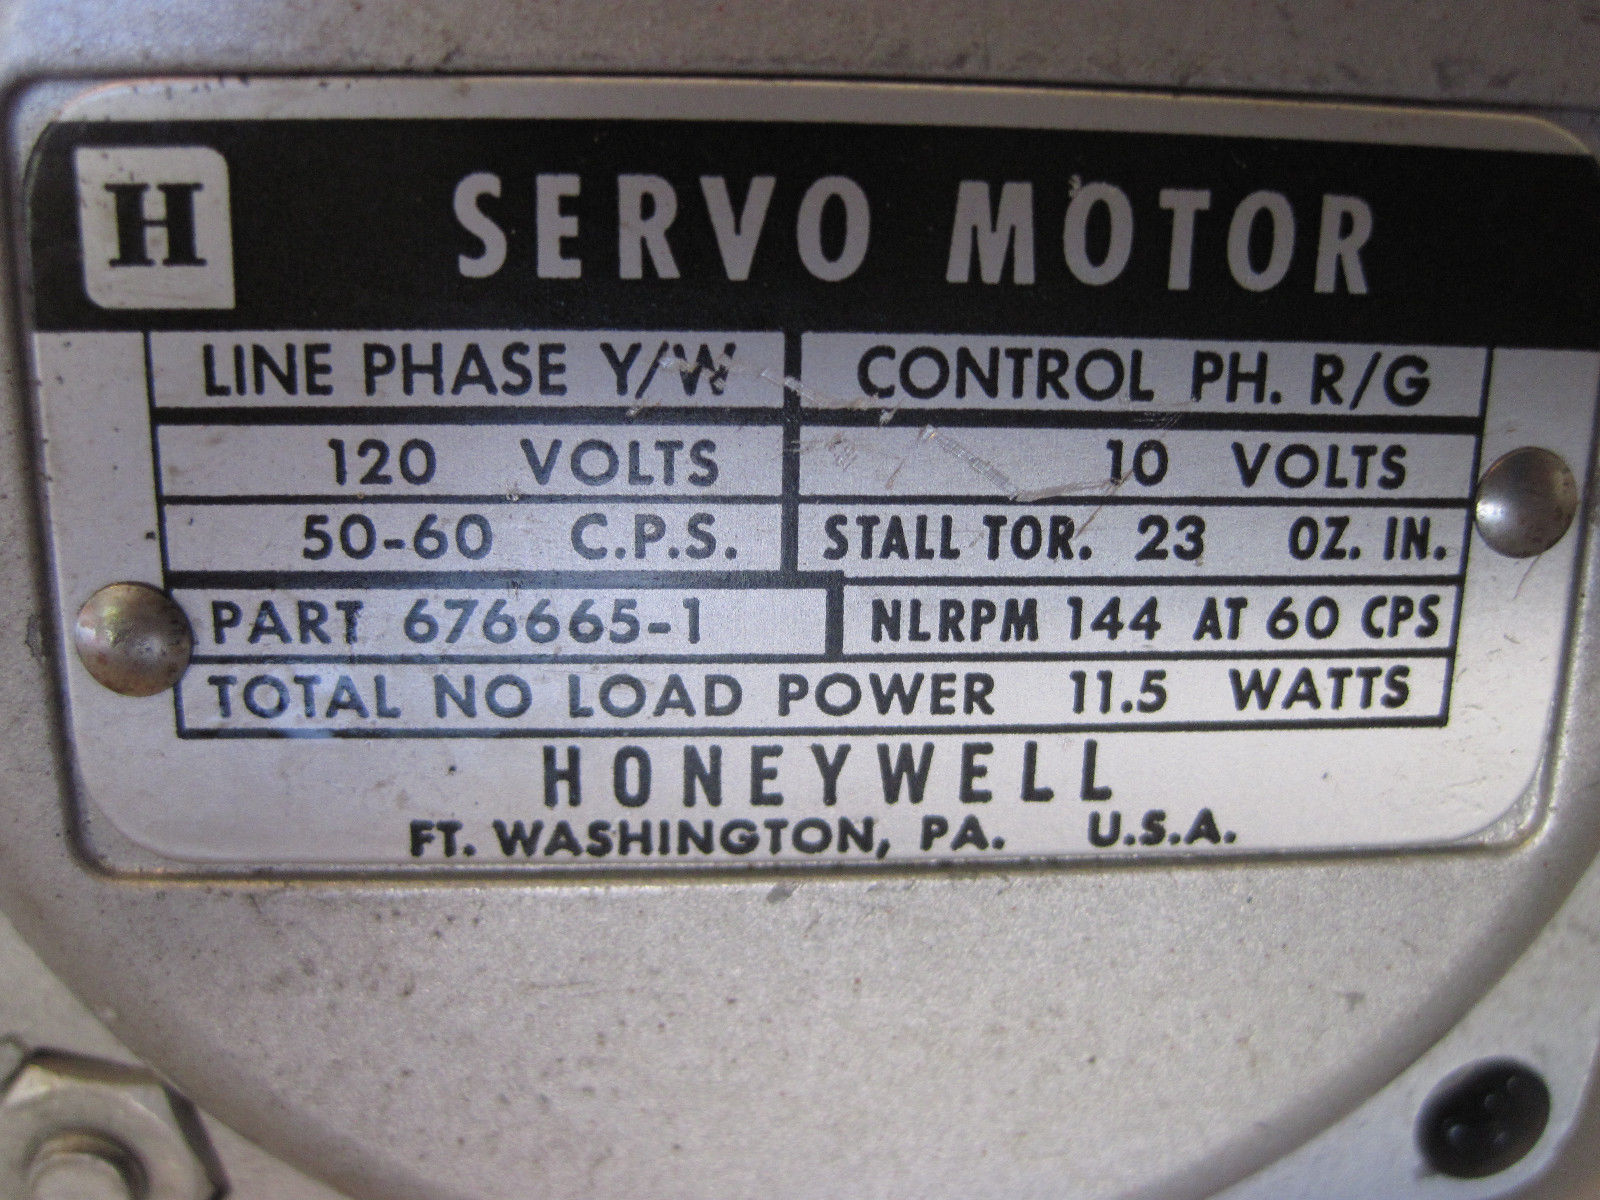 H SERVO MOTOR
LINE PHASE Y/W CONTROL PH. R/G
120 VOLTS 10 VOLTS
50-60 C.P.S. STALL TOR. 23 OZ. IN.
PART 676665-1 NLRPM 144 AT 60 CPS
TOTAL NO LOAD POWER 11.5 WATTS
HONEYWELL
FT. WASHINGTON, PA. U.S.A.